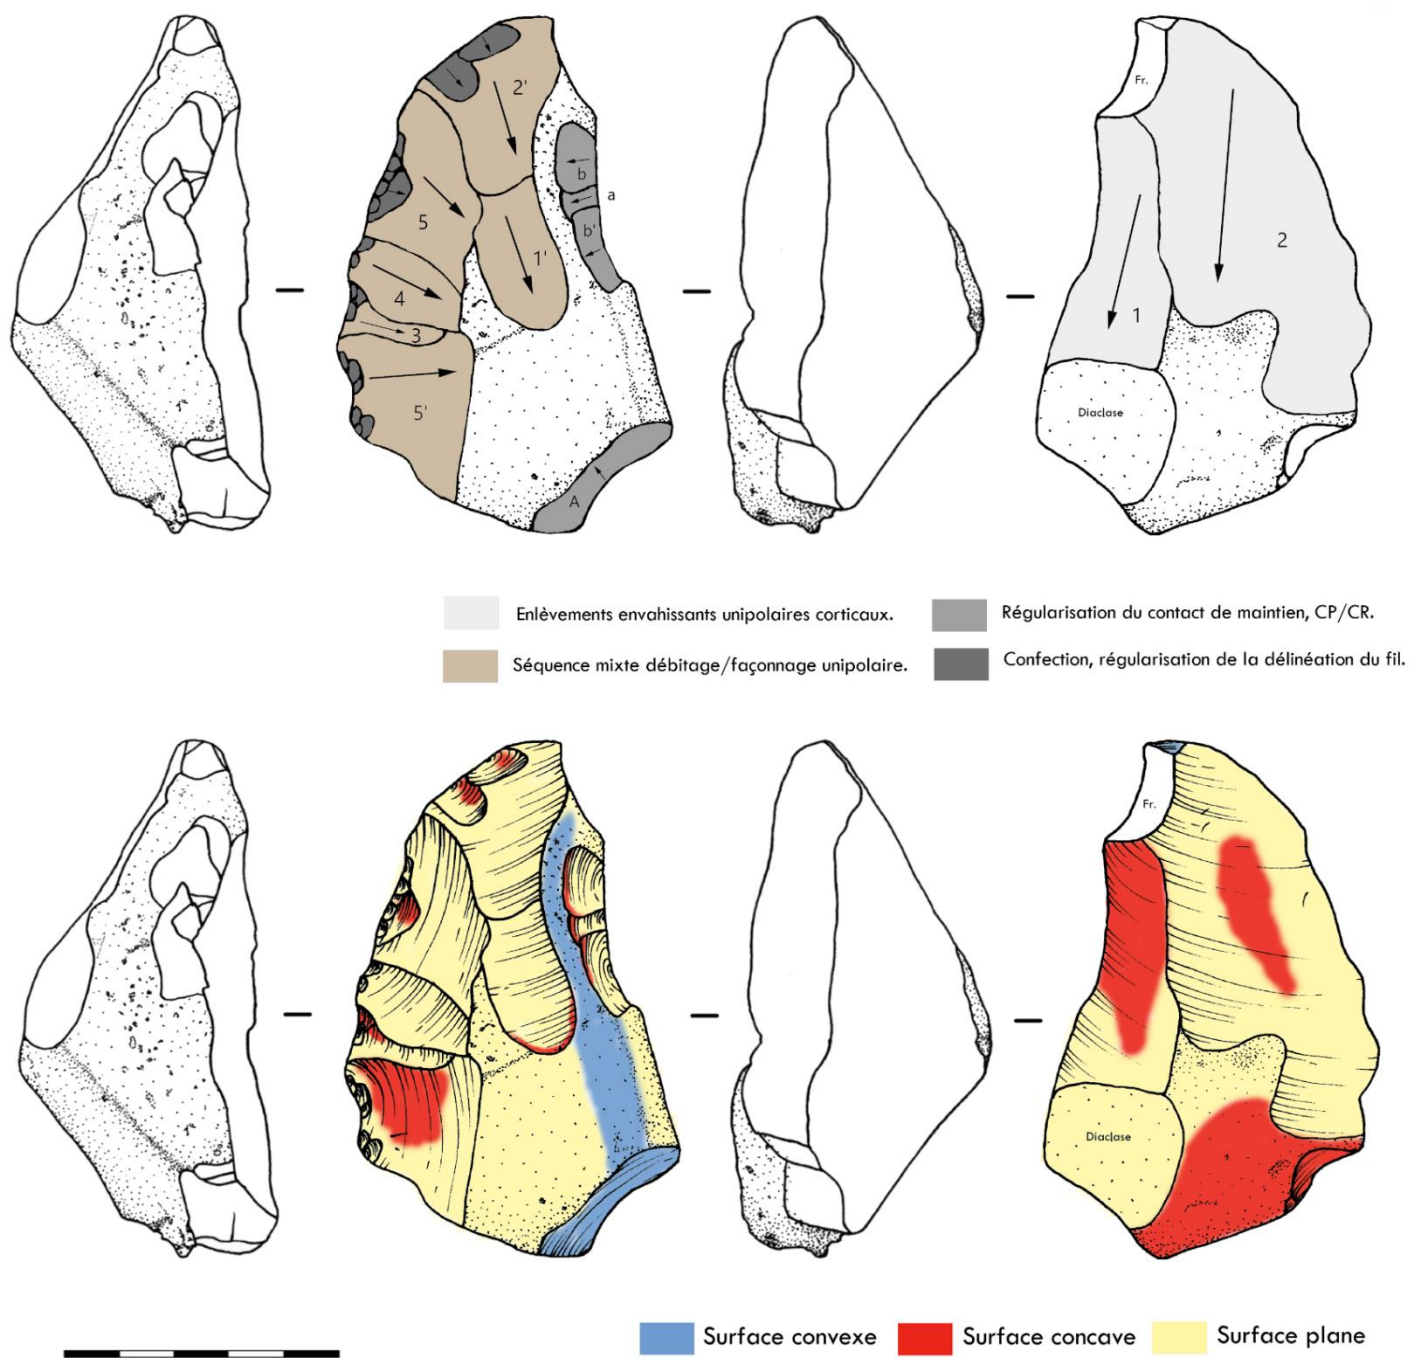 Fr.
2'
b
a
5
b'
1'
2
4
1
3
5'
Diaclase
A
Enlèvements envahissants unipolaires corticaux.
Régularisation du contact de maintien, CP/CR.
Séquence mixte débitage/façonnage unipolaire.
Confection, régularisation de la délinéation du fil.
Fr.
Diaclase
Surface convexe
Surface concave
Surface plane